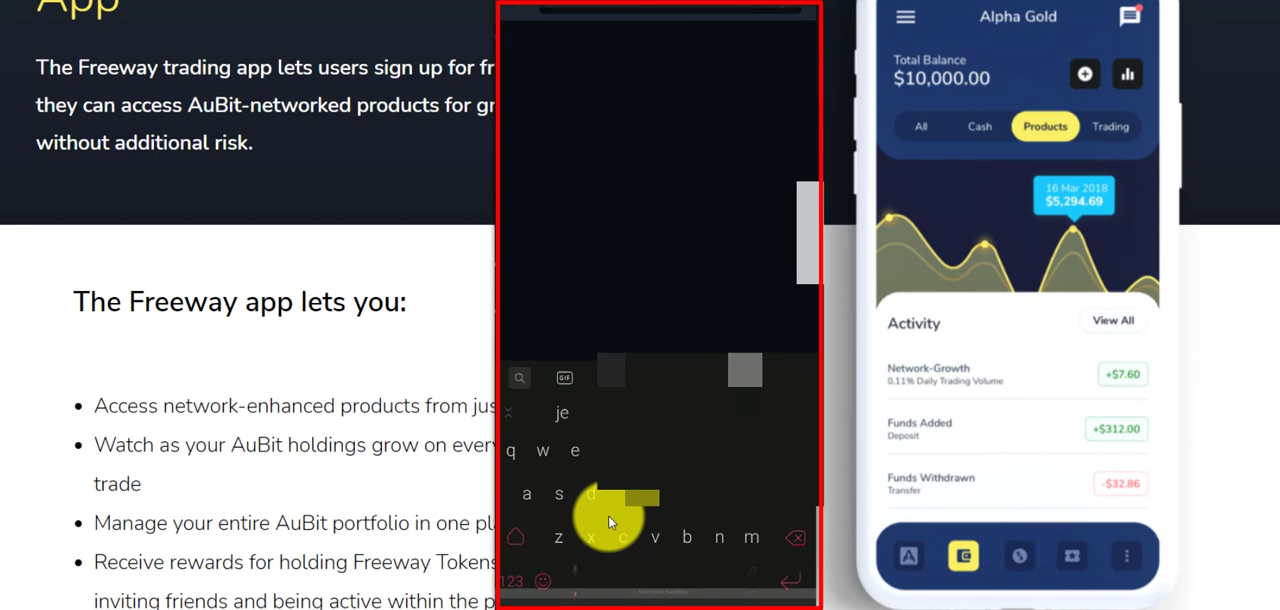 App
The Freeway trading app lets users sign up for fr
they can access AuBit-networked products for gr
without additional risk.
The Freeway app lets you:
Access network-enhanced products from jus
Watch as your AuBit holdings grow on every
trade
Manage your entire AuBit portfolio in one pl
Receive rewards for holding Freeway Tokens
inviting friends and being active within the p
GIF
je
q w e
a s d
z x c v b n m
123
Alpha Gold
Total Balance
$10,000.00
All Cash Products Trading
16 Mar 2018
$5,294.69
Activity View All
Network-Growth +$7.60
0.11% Daily Trading Volume
Funds Added +$312.00
Deposit
Funds Withdrawn -$32.86
Transfer